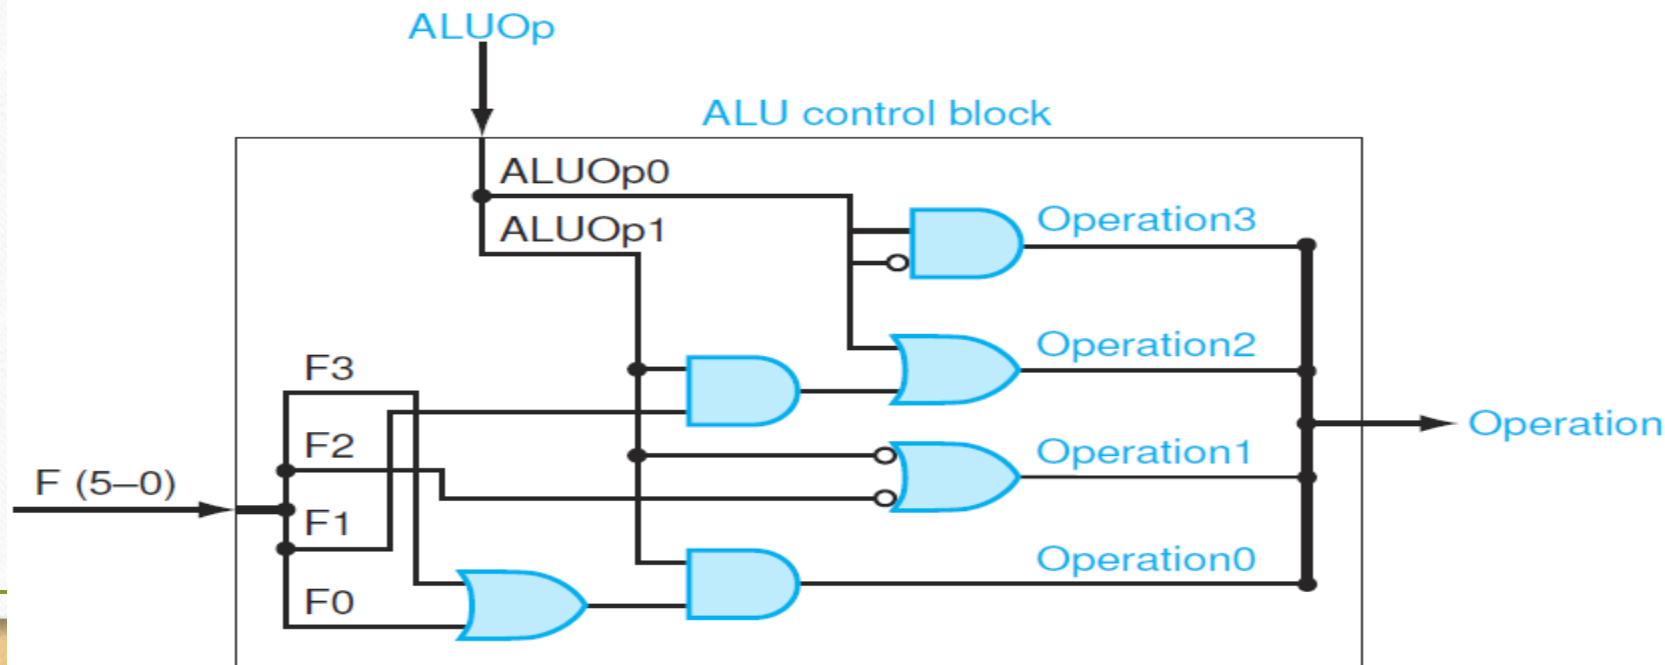 ALUOp
ALU control block
ALUOp0
ALUOp1
Operation3
Operation2
F3
F2
Operation1
Operation
F (5–0)
F1
Operation0
F0